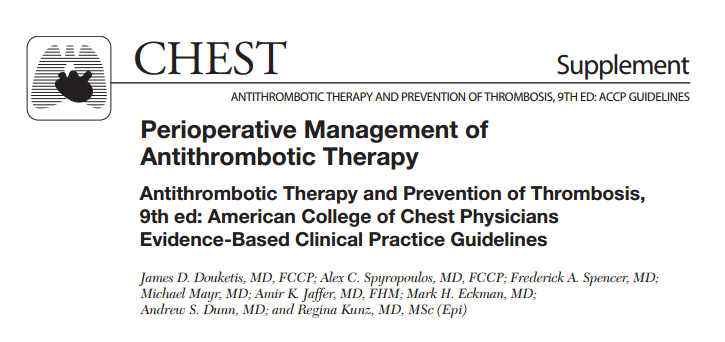 CHEST
Supplement
ANTITHROMBOTIC THERAPY AND PREVENTION OF THROMBOSIS, 9TH ED: ACCP GUIDELINES
Perioperative Management of
Antithrombotic Therapy
Antithrombotic Therapy and Prevention of Thrombosis,
9th ed: American College of Chest Physicians
Evidence-Based Clinical Practice Guidelines
James D. Douketis, MD, FCCP; Alex C. Spyropoulos, MD, FCCP; Frederick A. Spencer, MD;
Michael Mayr, MD; Amir K. Jaffer, MD, FHM; Mark H. Eckman, MD;
Andrew S. Dunn, MD; and Regina Kunz, MD, MSc (Epi)